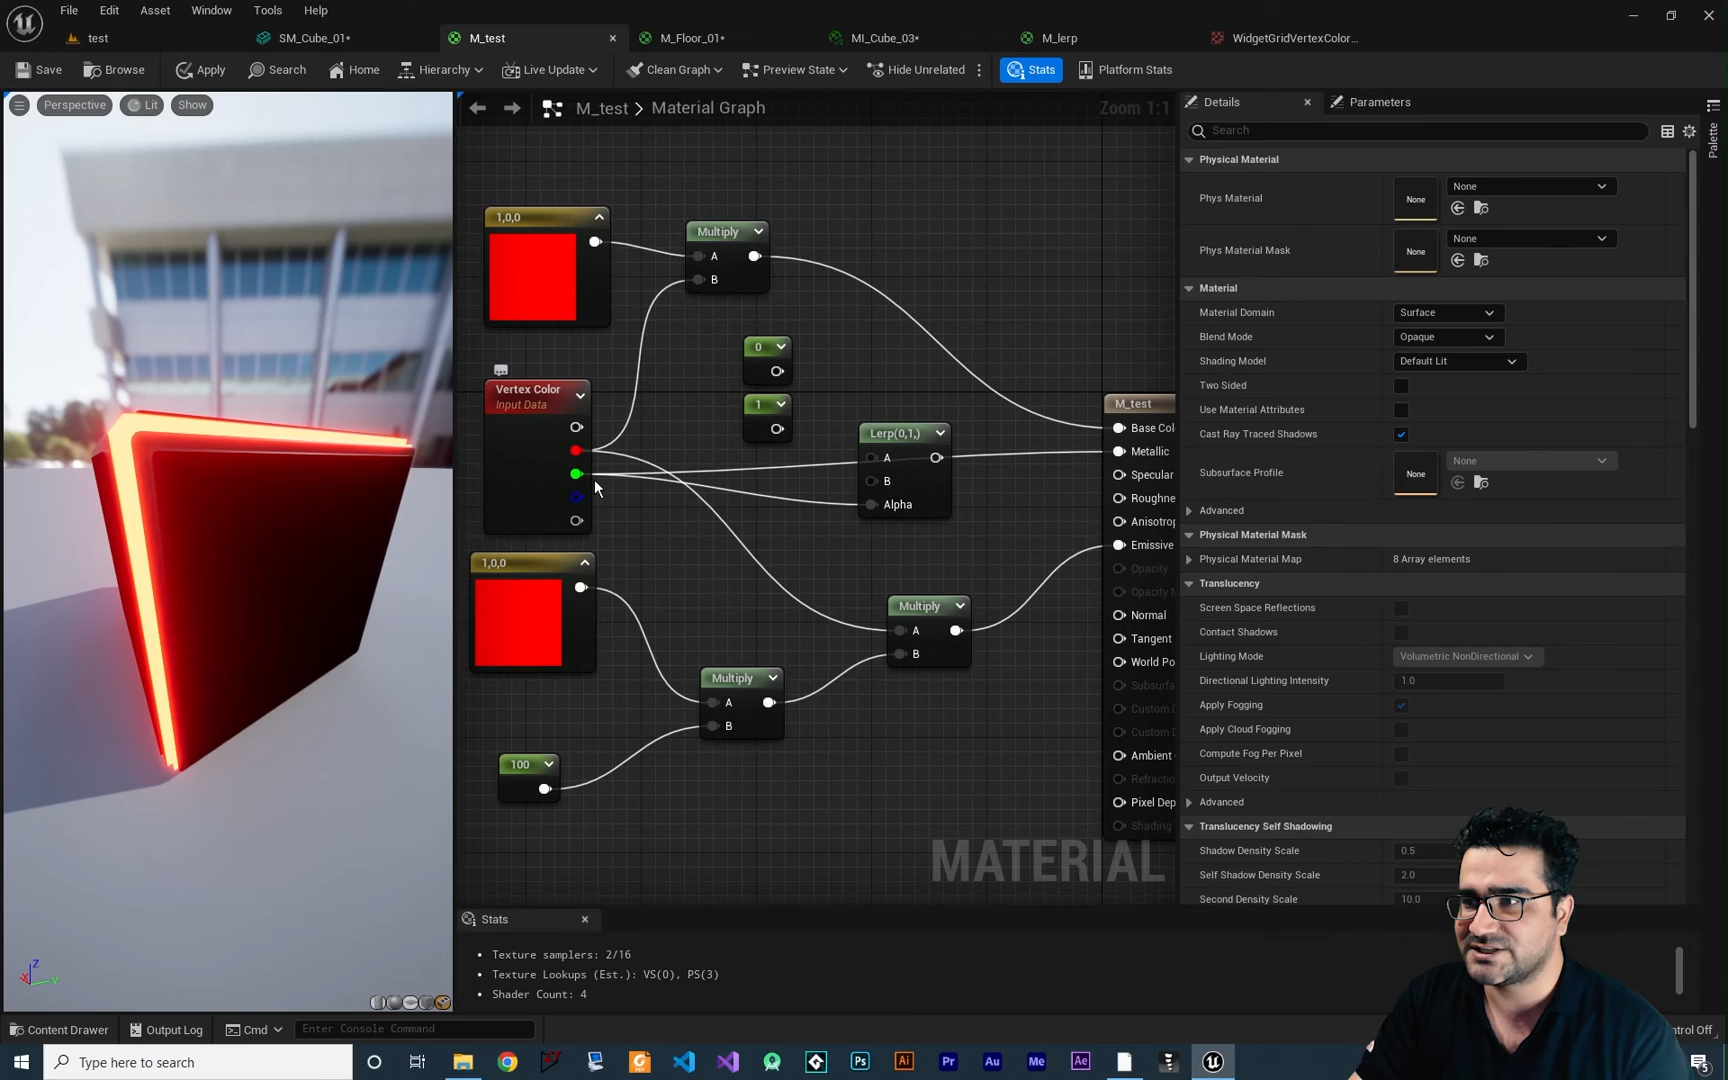 File Edit Asset Window Tools Help
test SM_Cube_01* M_test M_Floor_01* MI_Cube_03* M_lerp WidgetGridVertexColor...
Save Browse Apply Search Home Hierarchy Live Update Clean Graph Preview State Hide Unrelated Stats Platform Stats
Perspective Lit Show
M_test > Material Graph
Zoom 1:1
1,0,0
Multiply
A
B
0
1
Vertex Color
Input Data
Lerp(0,1,)
A
B
Alpha
1,0,0
Multiply
A
B
Multiply
A
B
100
M_test
Base Col
Metallic
Specular
Roughne
Anisotrop
Emissive
Opacity
Opacity M
Normal
Tangent
World Po
Subsurfa
Custom D
Custom D
Ambient
Refractio
Pixel Dep
Shading
MATERIAL
Stats
Texture samplers: 2/16
Texture Lookups (Est.): VS(0), PS(3)
Shader Count: 4
Details Parameters
Search
Palette
Physical Material
Phys Material None None
Phys Material Mask None None
Material
Material Domain Surface
Blend Mode Opaque
Shading Model Default Lit
Two Sided
Use Material Attributes
Cast Ray Traced Shadows
Subsurface Profile None None
Advanced
Physical Material Mask
Physical Material Map 8 Array elements
Translucency
Screen Space Reflections
Contact Shadows
Lighting Mode Volumetric NonDirectional
Directional Lighting Intensity 1.0
Apply Fogging
Apply Cloud Fogging
Compute Fog Per Pixel
Output Velocity
Advanced
Translucency Self Shadowing
Shadow Density Scale 0.5
Self Shadow Density Scale 2.0
Second Density Scale 10.0
Z
X
Y
Content Drawer Output Log Cmd Enter Console Command
ntrol Off
Type here to search
Ps Ai Pr Au Me Ae
5